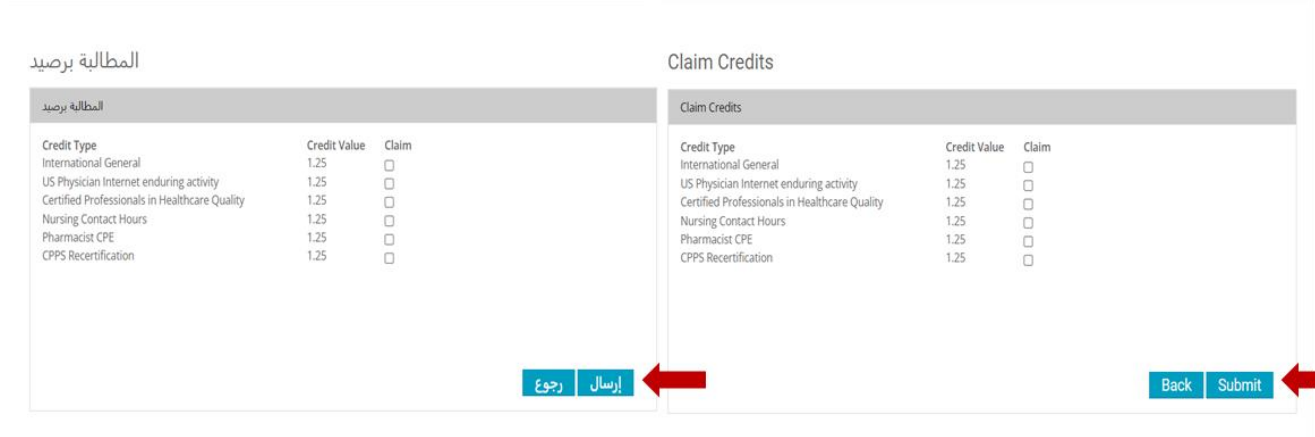 المطالبة برصيد
المطالبة برصيد
Credit Type Credit Value Claim
International General 1.25
US Physician Internet enduring activity 1.25
Certified Professionals in Healthcare Quality 1.25
Nursing Contact Hours 1.25
Pharmacist CPE 1.25
CPPS Recertification 1.25
إرسال
رجوع
Claim Credits
Claim Credits
Credit Type Credit Value Claim
International General 1.25
US Physician Internet enduring activity 1.25
Certified Professionals in Healthcare Quality 1.25
Nursing Contact Hours 1.25
Pharmacist CPE 1.25
CPPS Recertification 1.25
Back Submit